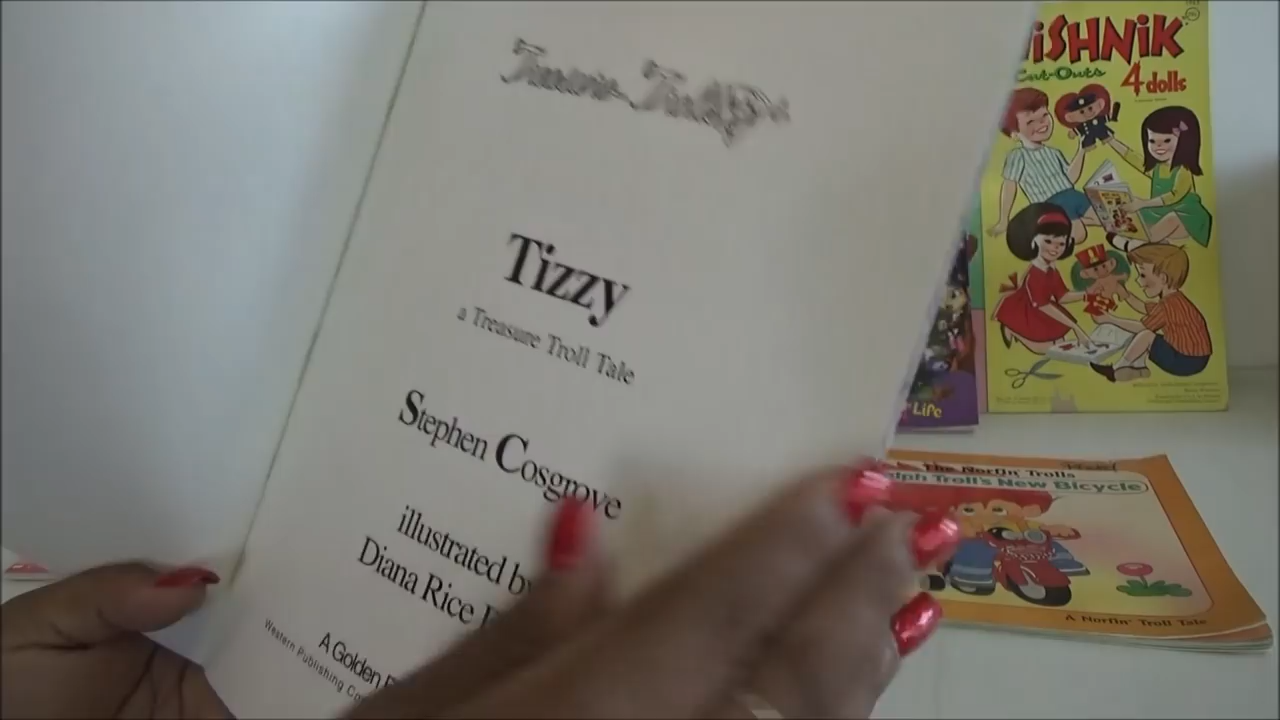 Tizzy
a Treasure Troll Tale
Stephen Cosgrove
illustrated by
Diana Rice
A Golden
Western Publishing
iSHNiK
Cut-Outs
4 dolls
Life
The Norfin Trolls
alph Troll's New Bicycle
A Norfin Troll Tale